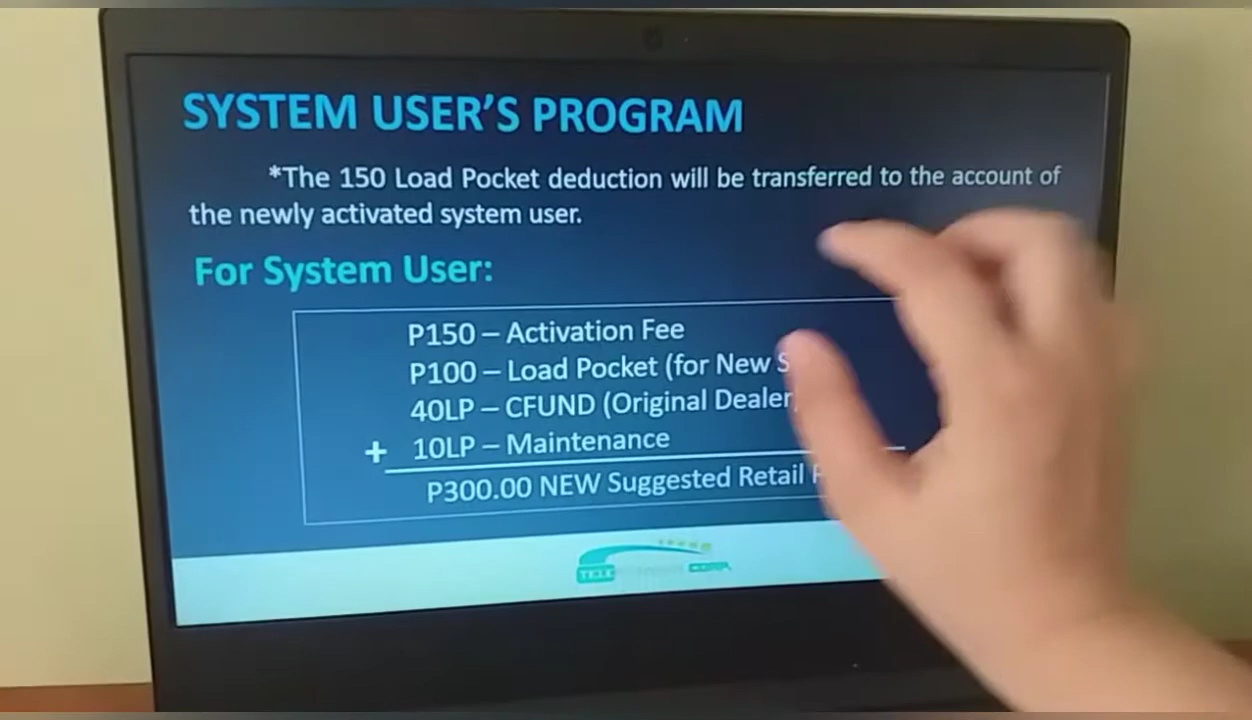 SYSTEM USER'S PROGRAM
*The 150 Load Pocket deduction will be transferred to the account of
the newly activated system user.
For System User:
P150 – Activation Fee
P100 – Load Pocket (for New S
40LP – CFUND (Original Dealer)
+ 10LP – Maintenance
P300.00 NEW Suggested Retail
TELE